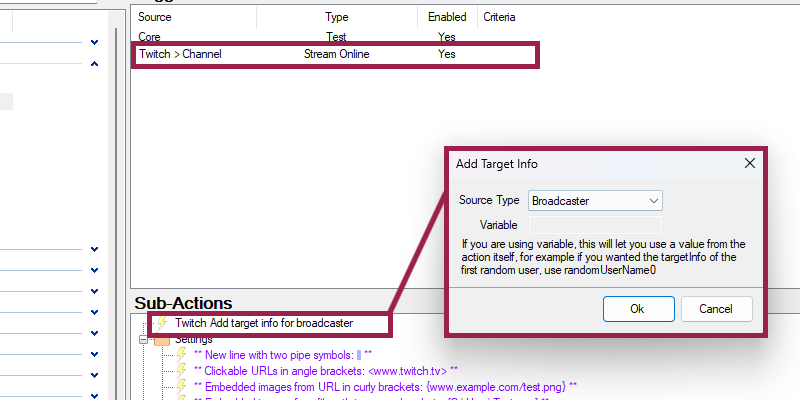 Source Type Enabled Criteria
Core Test Yes
Twitch > Channel Stream Online Yes
Add Target Info
Source Type Broadcaster
Variable
If you are using variable, this will let you use a value from the
action itself, for example if you wanted the targetInfo of the
first random user, use randomUserName0
Ok Cancel
Sub-Actions
Twitch Add target info for broadcaster
Settings
** New line with two pipe symbols: || **
** Clickable URLs in angle brackets: <www.twitch.tv> **
** Embedded images from URL in curly brackets: {www.example.com/test.png} **